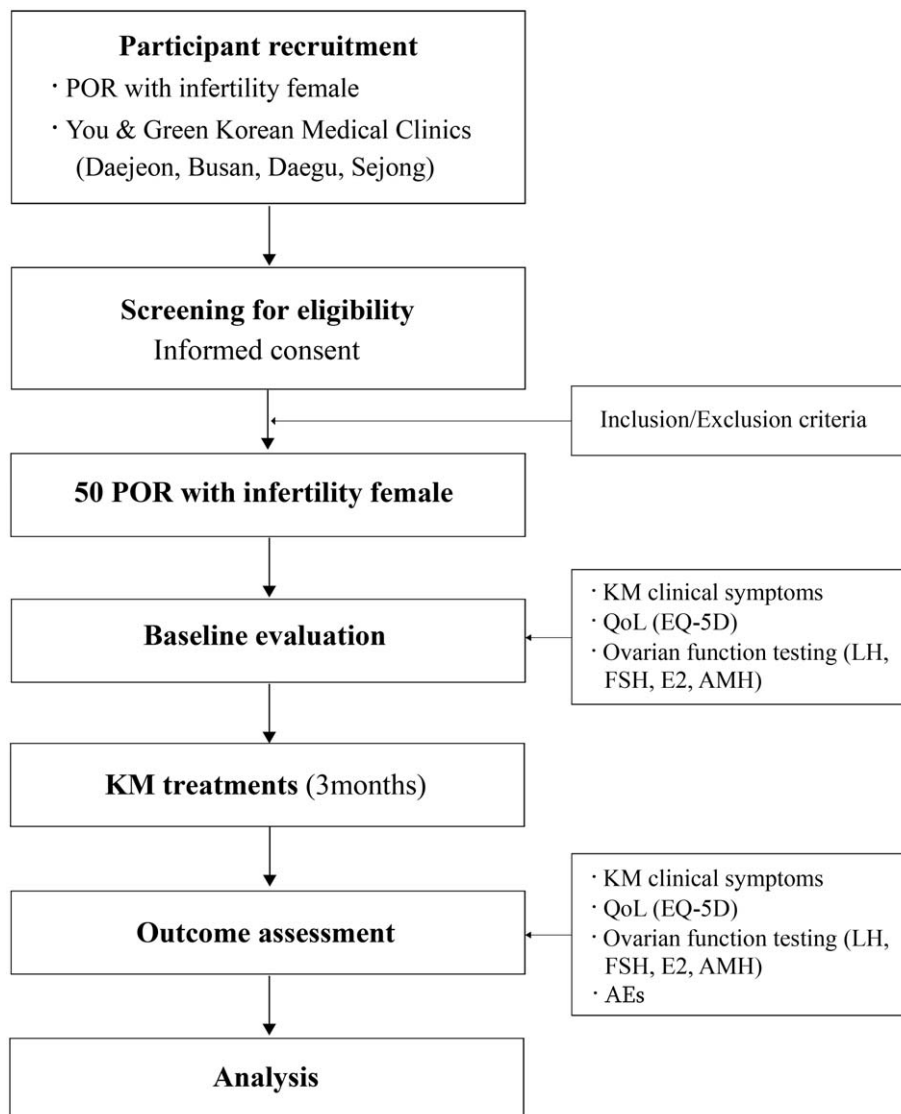 Participant recruitment
· POR with infertility female
· You & Green Korean Medical Clinics
(Daejeon, Busan, Daegu, Sejong)
Screening for eligibility
Informed consent
Inclusion/Exclusion criteria
50 POR with infertility female
Baseline evaluation
· KM clinical symptoms
· QoL (EQ-5D)
· Ovarian function testing (LH,
FSH, E2, AMH)
KM treatments (3months)
Outcome assessment
· KM clinical symptoms
· QoL (EQ-5D)
· Ovarian function testing (LH,
FSH, E2, AMH)
· AEs
Analysis